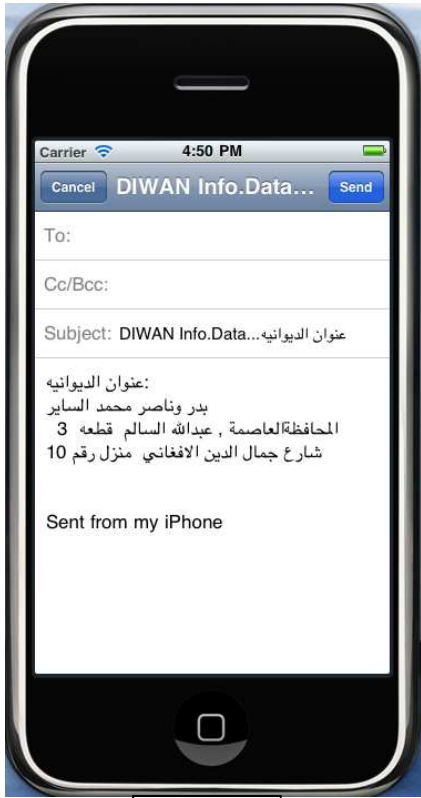 Carrier 4:50 PM
Cancel DIWAN Info.Data... Send
To:
Cc/Bcc:
Subject: DIWAN Info.Data...عنوان الديوانيه
عنوان الديوانيه:
بدر وناصر محمد الساير
المحافظةالعاصمة , عبدالله السالم قطعه 3
شارع جمال الدين الافغاني منزل رقم 10
Sent from my iPhone